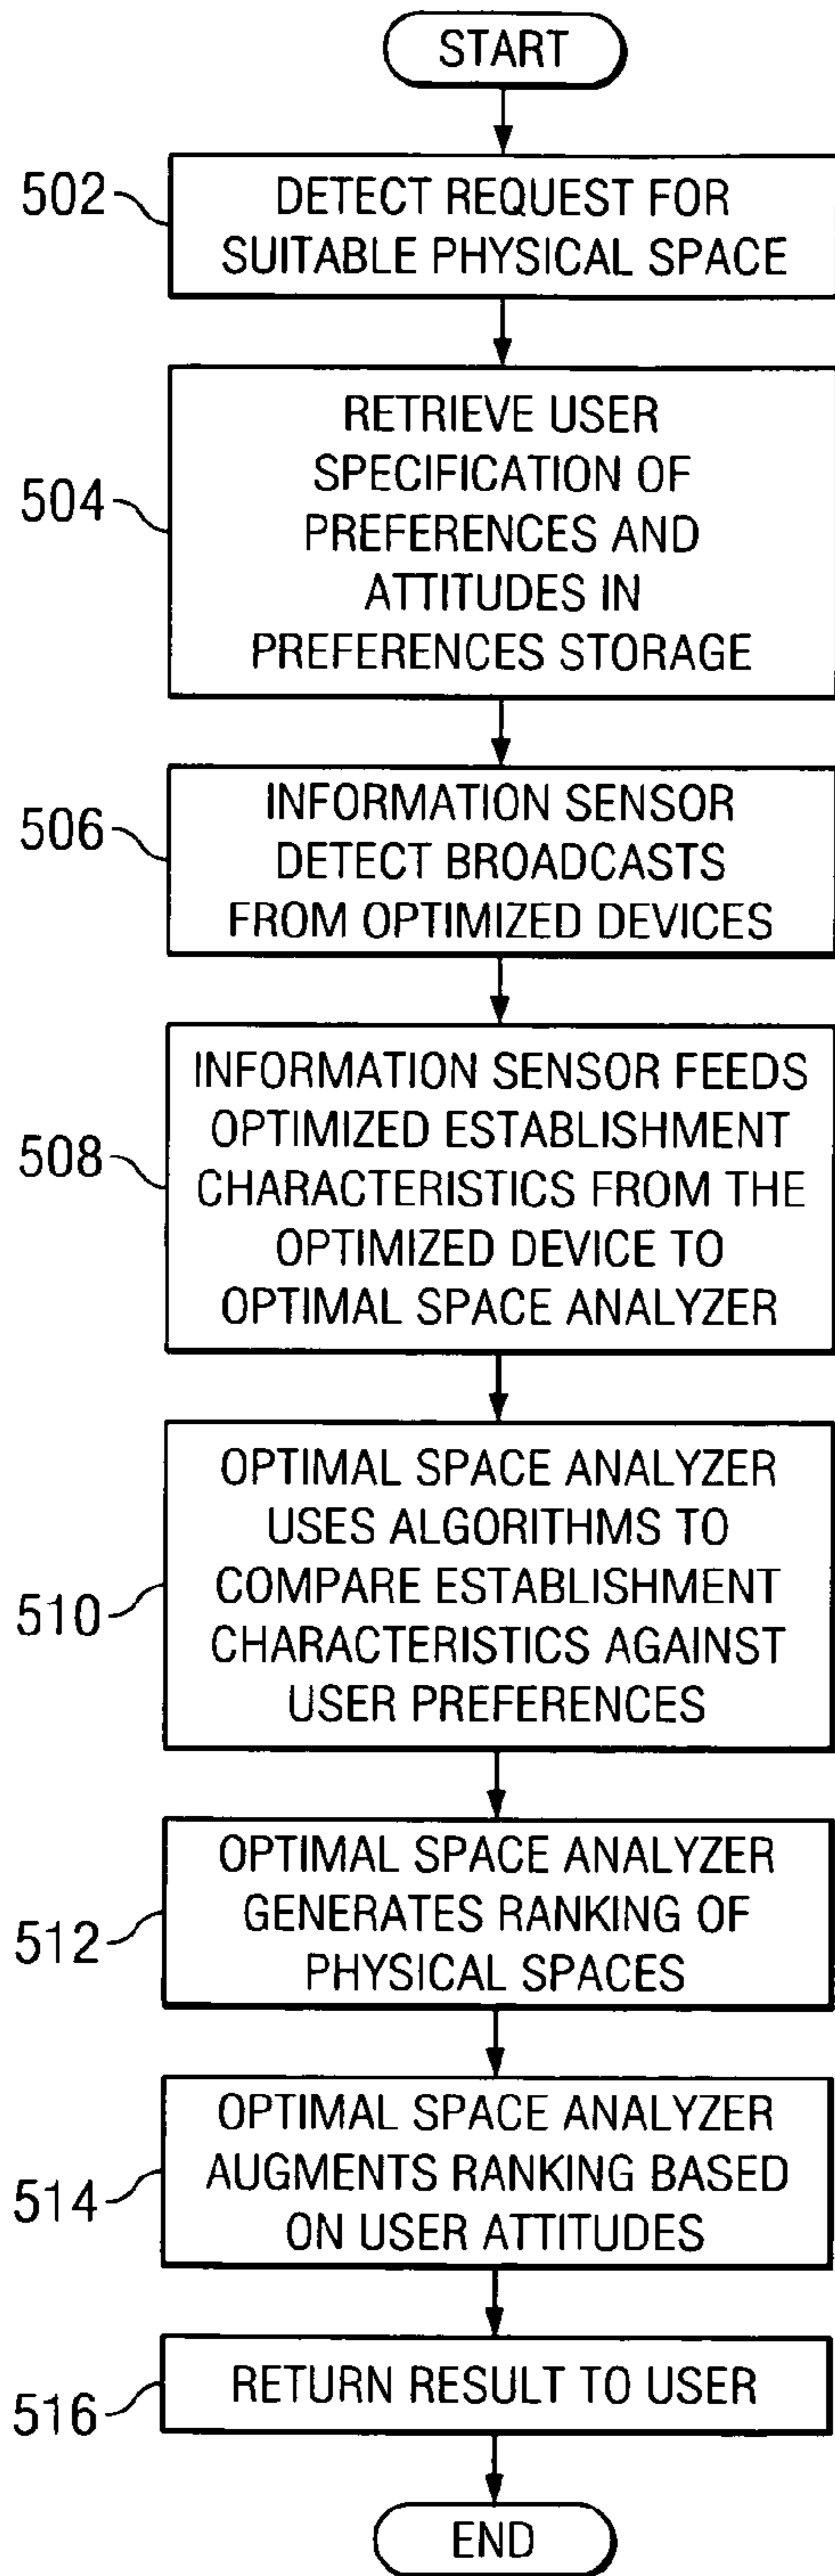 START
502
DETECT REQUEST FOR
SUITABLE PHYSICAL SPACE
504
RETRIEVE USER
SPECIFICATION OF
PREFERENCES AND
ATTITUDES IN
PREFERENCES STORAGE
506
INFORMATION SENSOR
DETECT BROADCASTS
FROM OPTIMIZED DEVICES
508
INFORMATION SENSOR FEEDS
OPTIMIZED ESTABLISHMENT
CHARACTERISTICS FROM THE
OPTIMIZED DEVICE TO
OPTIMAL SPACE ANALYZER
510
OPTIMAL SPACE ANALYZER
USES ALGORITHMS TO
COMPARE ESTABLISHMENT
CHARACTERISTICS AGAINST
USER PREFERENCES
512
OPTIMAL SPACE ANALYZER
GENERATES RANKING OF
PHYSICAL SPACES
514
OPTIMAL SPACE ANALYZER
AUGMENTS RANKING BASED
ON USER ATTITUDES
516
RETURN RESULT TO USER
END